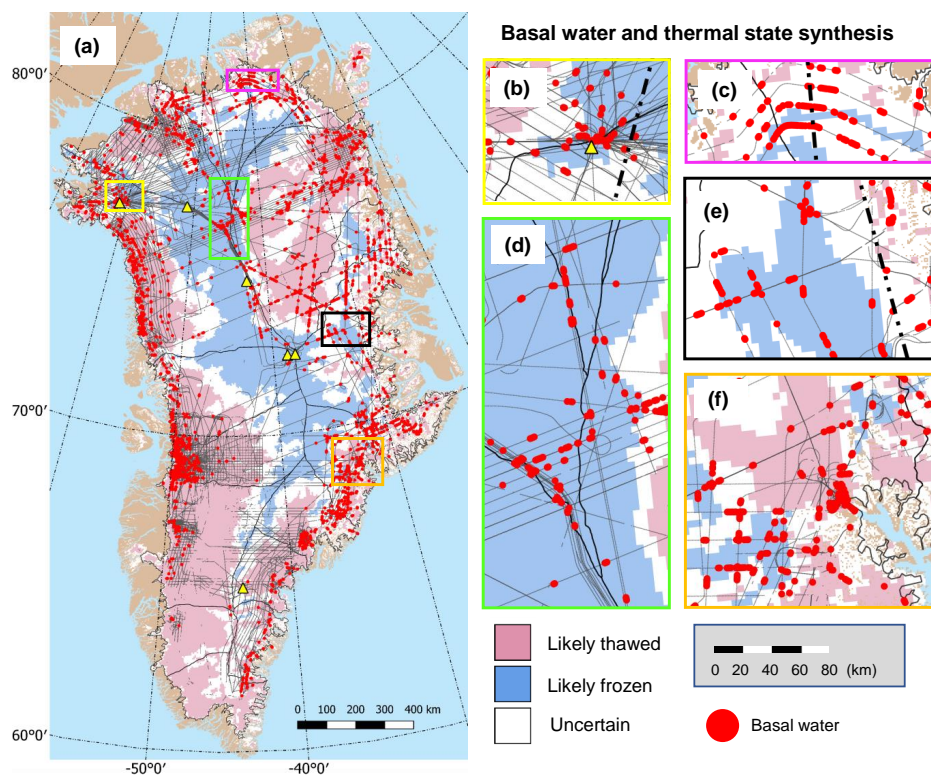 Basal water and thermal state synthesis
(a)
80°0'
70°0'
60°0'
-50°0'
-40°0'
0 100 200 300 400 km
(b)
(c)
(d)
(e)
(f)
Likely thawed
Likely frozen
Uncertain
0 20 40 60 80 (km)
Basal water